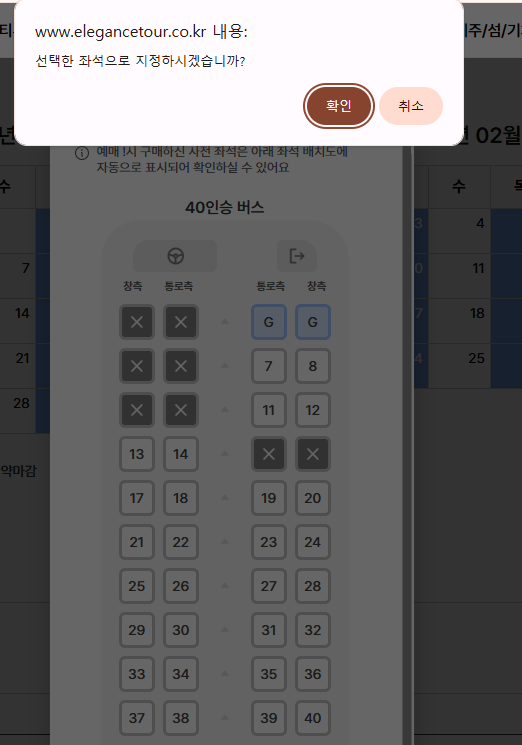 www.elegancetour.co.kr 내용:
선택한 좌석으로 지정하시겠습니까?
확인 취소
년 02월
예매 !시 구매하신 사전 좌석은 아래 좌석 배치도에
자동으로 표시되어 확인하실 수 있어요
40인승 버스
수 수
창측 통로측 통로측 창측
3 4
G G
7 7 8 0 11
14 11 12 7 18
21 13 14 4 25
28 17 18 19 20
약마감
21 22 23 24
25 26 27 28
29 30 31 32
33 34 35 36
37 38 39 40